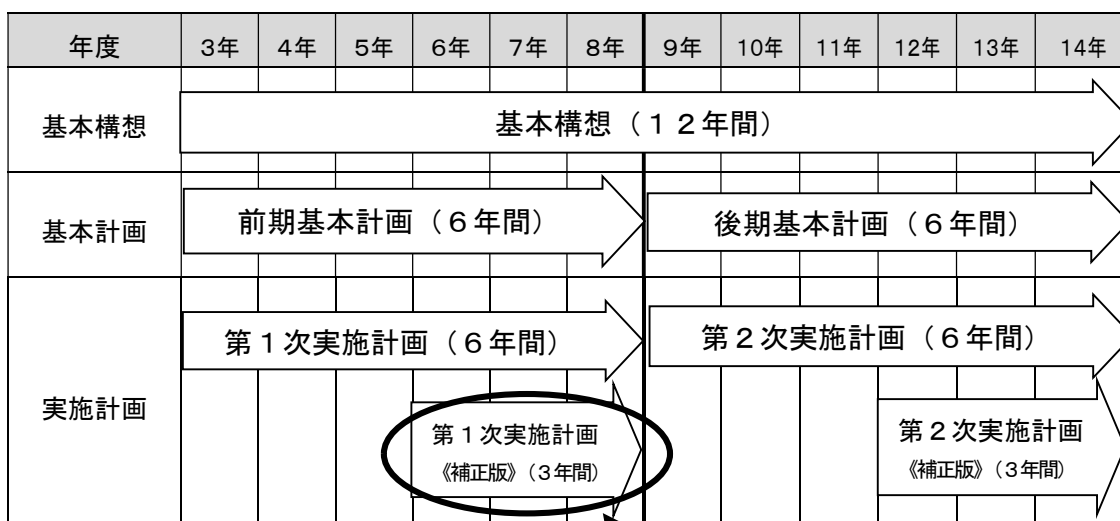 年度 3年 4年 5年 6年 7年 8年 9年 10年 11年 12年 13年 14年
基本構想 基本構想（１２年間）
基本計画 前期基本計画（６年間） 後期基本計画（６年間）
第１次実施計画（６年間） 第２次実施計画（６年間）
実施計画
第１次実施計画 第２次実施計画
《補正版》（３年間） 《補正版》（３年間）